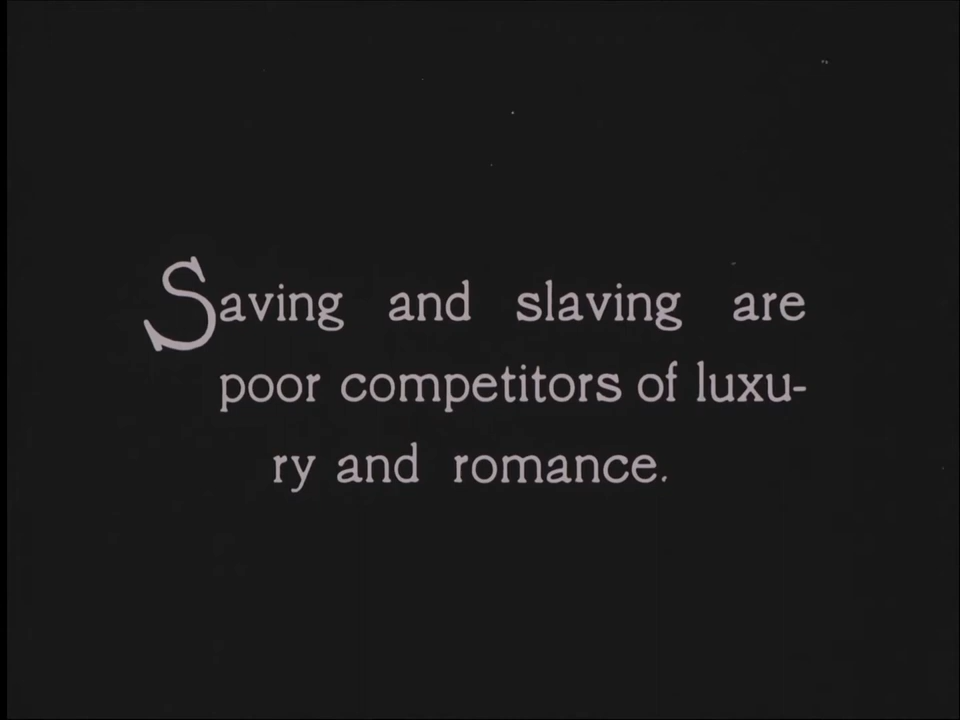 Saving and slaving are
poor competitors of luxu-
ry and romance.